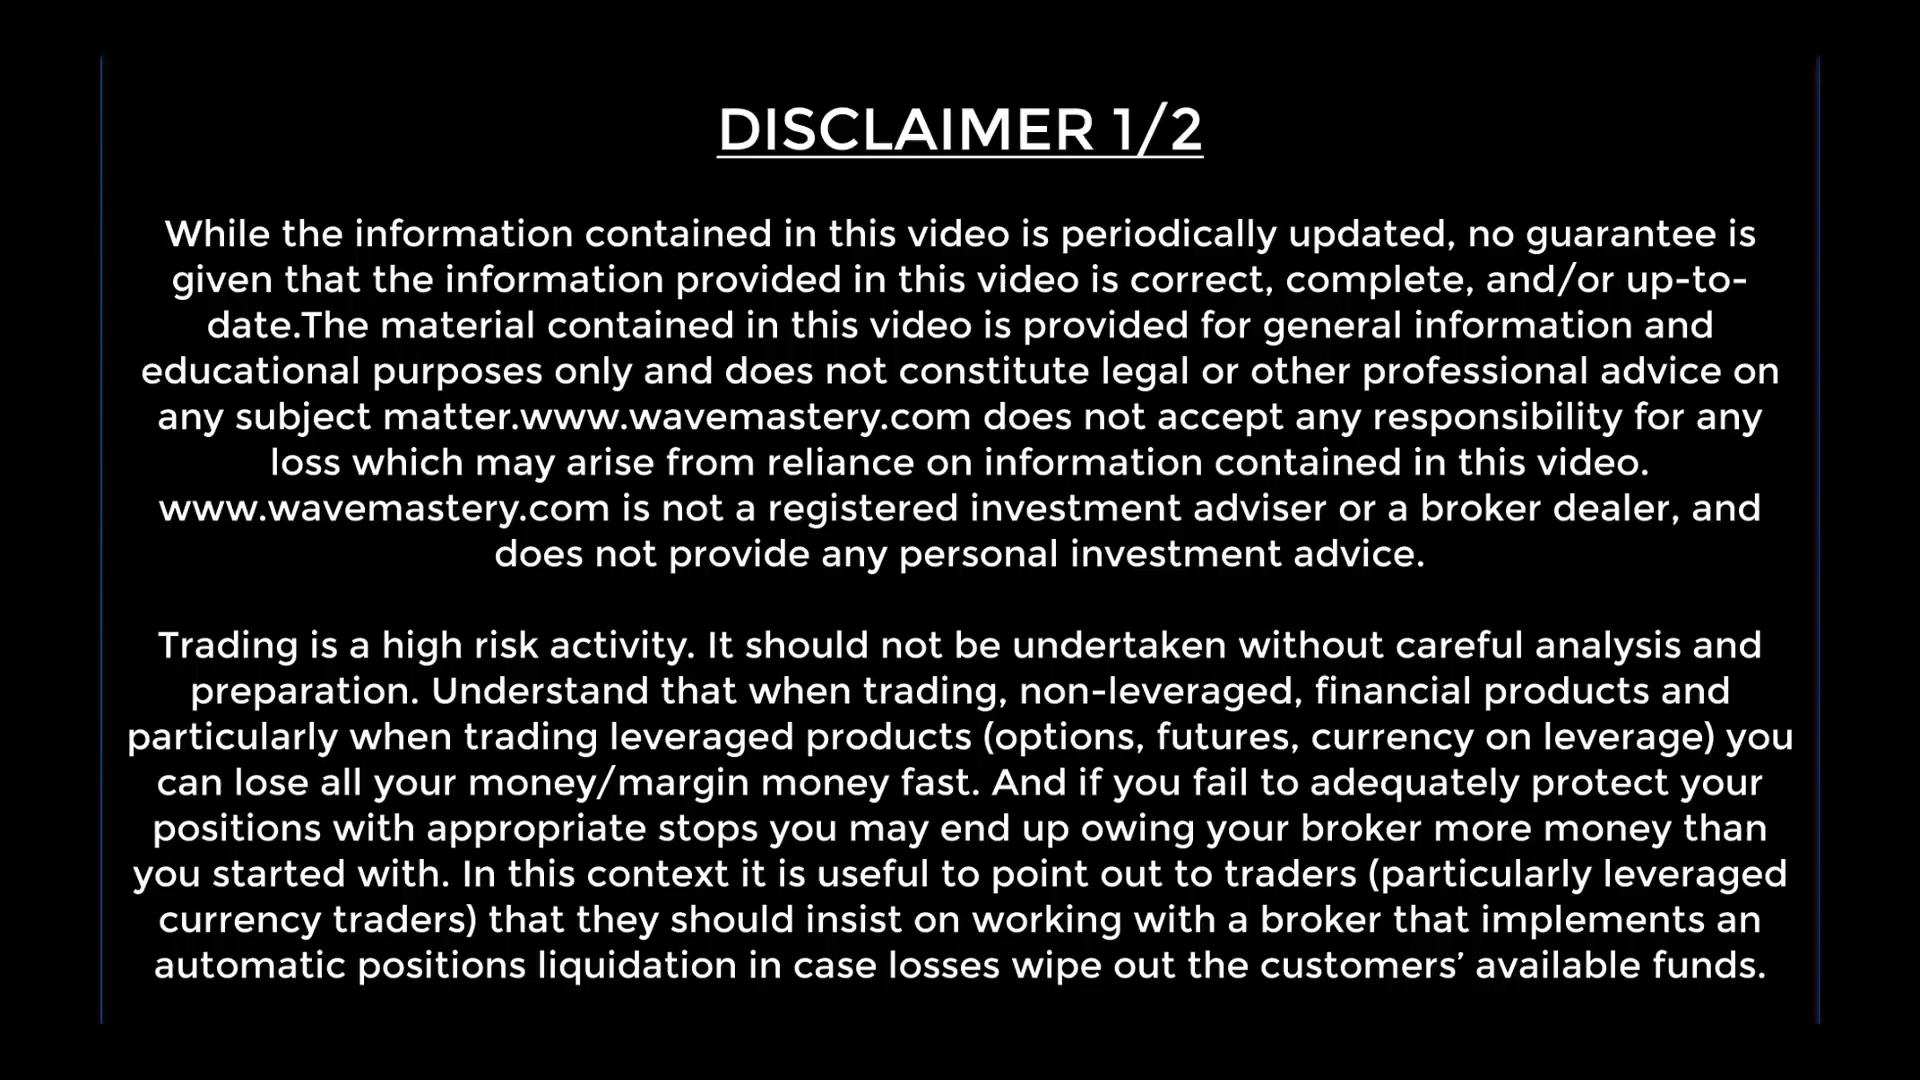 DISCLAIMER 1/2
While the information contained in this video is periodically updated, no guarantee is
given that the information provided in this video is correct, complete, and/or up-to-
date.The material contained in this video is provided for general information and
educational purposes only and does not constitute legal or other professional advice on
any subject matter.www.wavemastery.com does not accept any responsibility for any
loss which may arise from reliance on information contained in this video.
www.wavemastery.com is not a registered investment adviser or a broker dealer, and
does not provide any personal investment advice.
Trading is a high risk activity. It should not be undertaken without careful analysis and
preparation. Understand that when trading, non-leveraged, financial products and
particularly when trading leveraged products (options, futures, currency on leverage) you
can lose all your money/margin money fast. And if you fail to adequately protect your
positions with appropriate stops you may end up owing your broker more money than
you started with. In this context it is useful to point out to traders (particularly leveraged
currency traders) that they should insist on working with a broker that implements an
automatic positions liquidation in case losses wipe out the customers’ available funds.